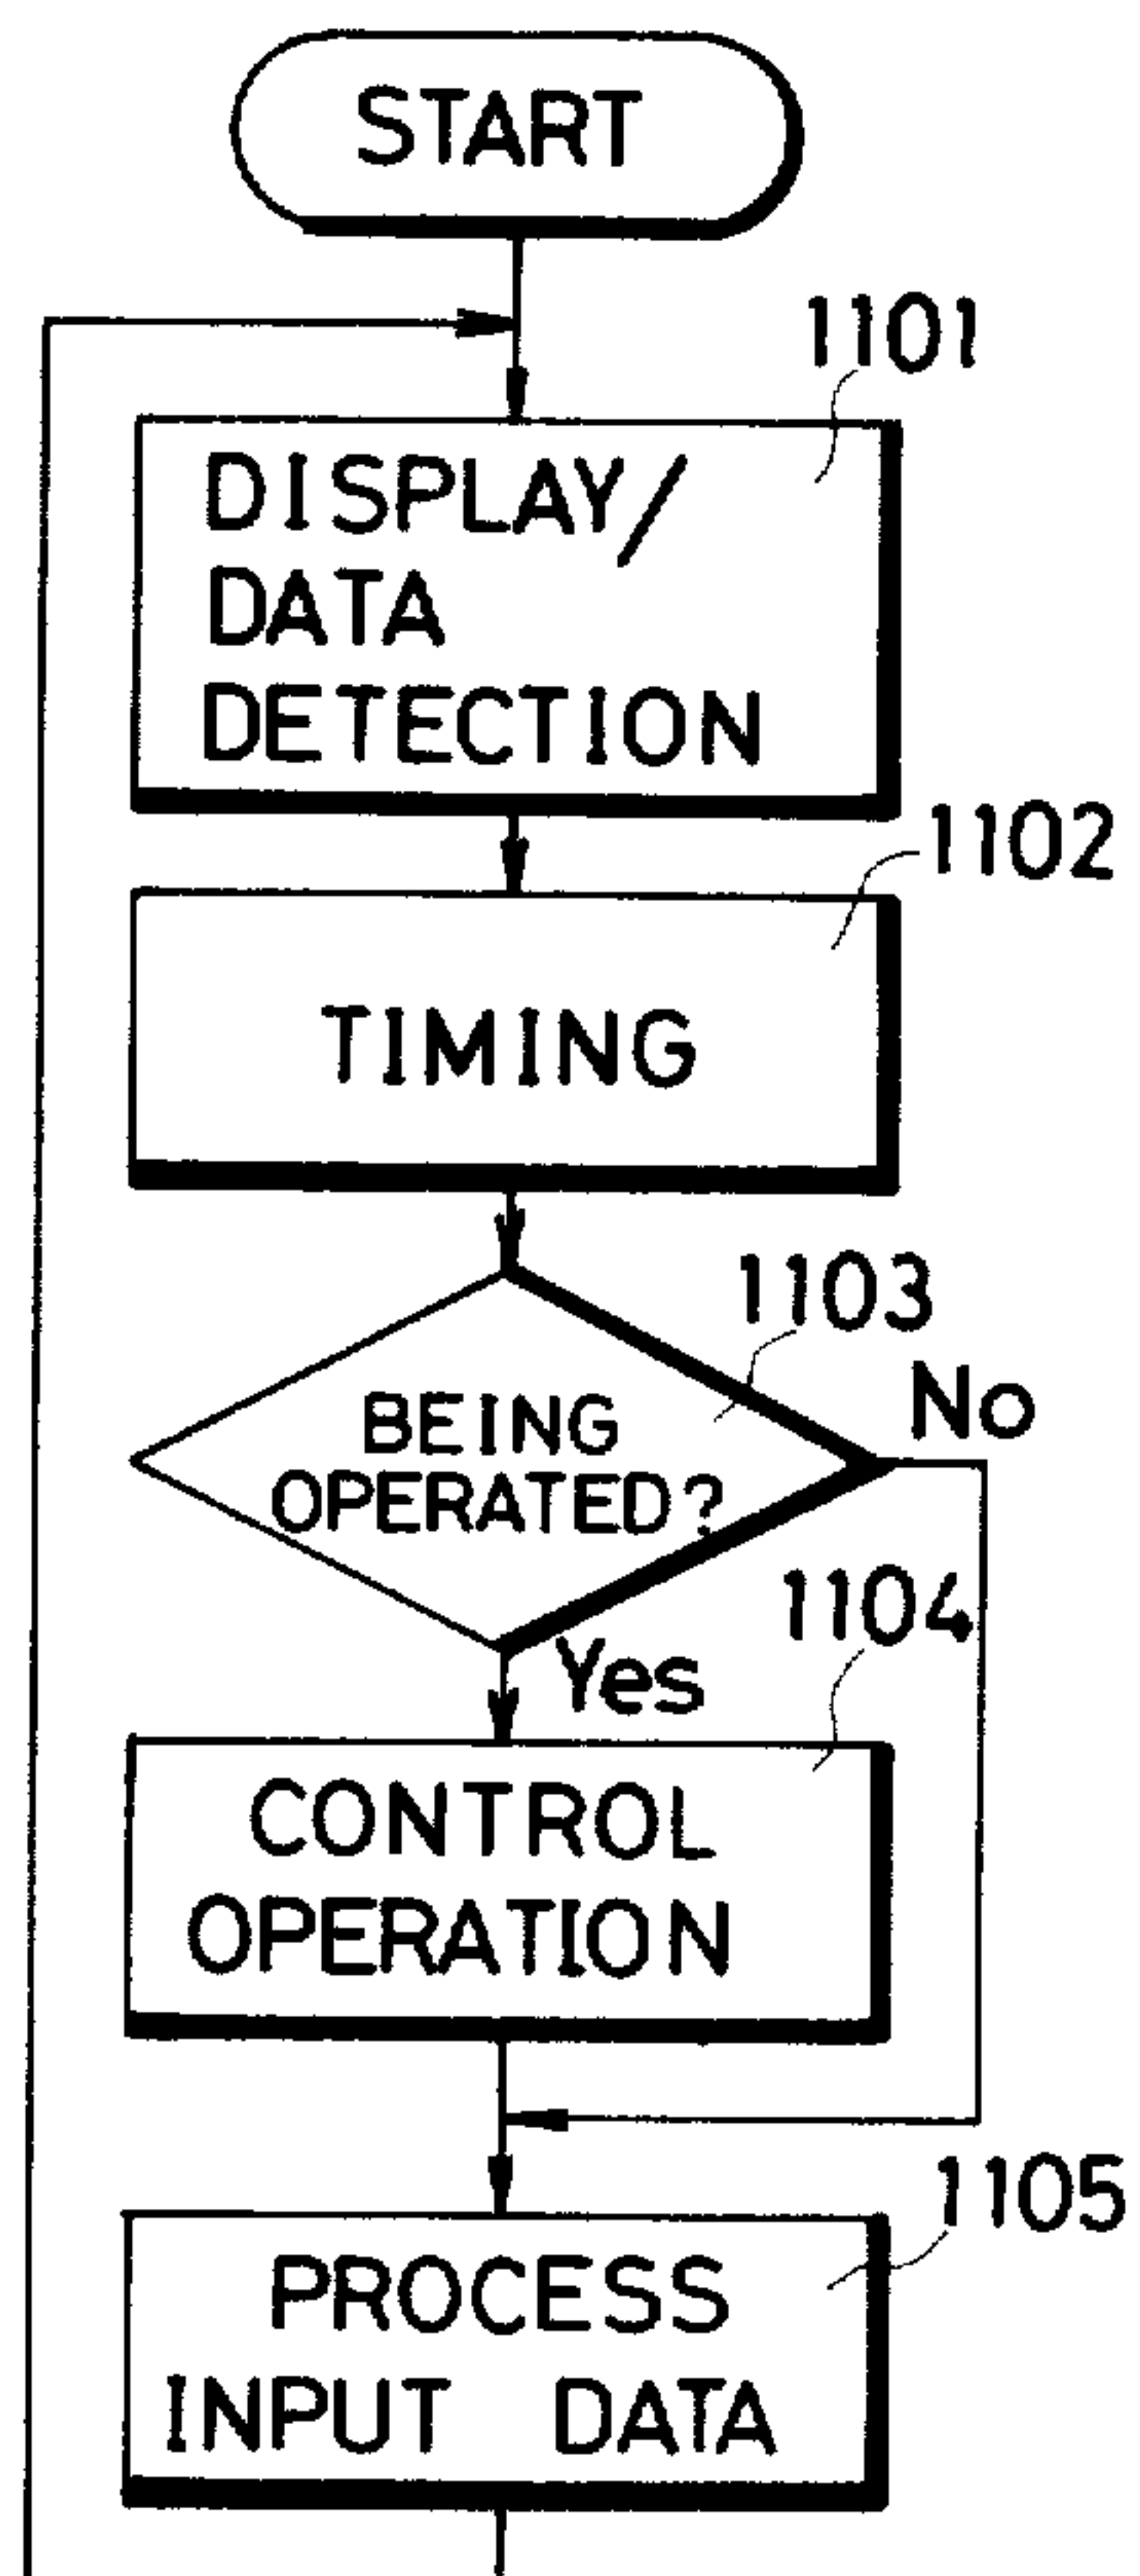 START
1101
DISPLAY/
DATA
DETECTION
1102
TIMING
1103
No
BEING
OPERATED?
1104
Yes
CONTROL
OPERATION
1105
PROCESS
INPUT DATA